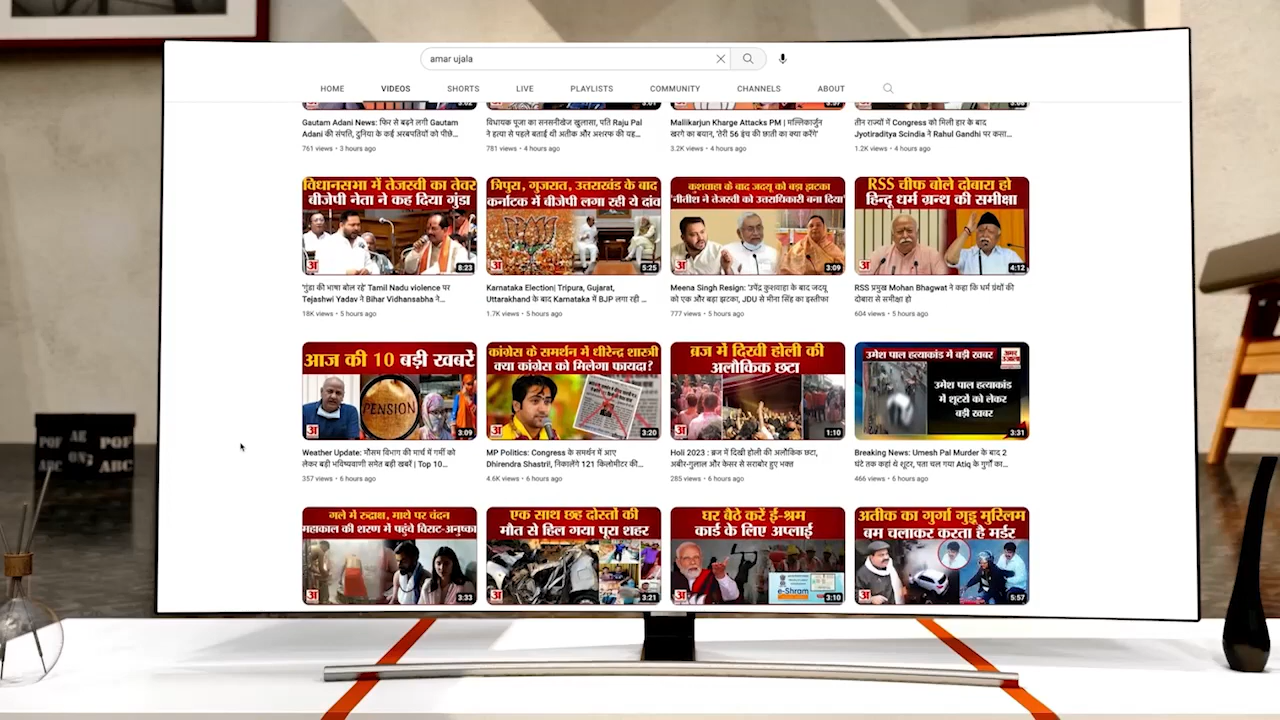 amar ujala
HOME VIDEOS SHORTS LIVE PLAYLISTS COMMUNITY CHANNELS ABOUT
Gautam Adani News: फिर से बढ़ने लगी Gautam
Adani की संपत्ति, दुनिया के कई अरबपतियों को पीछे...
761 views • 3 hours ago
विधायक पूजा का सनसनीखेज खुलासा, पति Raju Pal
ने हत्या से पहले बताई थी अतीक और अशरफ की यह...
781 views • 4 hours ago
Mallikarjun Kharge Attacks PM | मल्लिकार्जुन
खरगे का बयान, 'तेरी 56 इंच की छाती का क्या करेंगे'
3.2K views • 4 hours ago
तीन राज्यों में Congress को मिली हार के बाद
Jyotiraditya Scindia ने Rahul Gandhi पर कसा...
1.2K views • 4 hours ago
विधानसभा में तेजस्वी का तेवर
बीजेपी नेता ने कह दिया गुंडा
8:23
'गुंडा की भाषा बोल रहे' Tamil Nadu violence पर
Tejashwi Yadav ने Bihar Vidhansabha ने...
18K views • 5 hours ago
त्रिपुरा, गुजरात, उत्तराखंड के बाद
कर्नाटक में बीजेपी लगा रही ये दांव
5:25
Karnataka Election| Tripura, Gujarat,
Uttarakhand के बाद Karnataka में BJP लगा रही ...
1.7K views • 5 hours ago
कुशवाहा के बाद जदयू को बड़ा झटका
'नीतीश ने तेजस्वी को उत्तराधिकारी बना दिया'
3:09
Meena Singh Resign: 'उपेंद्र कुशवाहा के बाद जदयू
को एक और बड़ा झटका, JDU से मीना सिंह का इस्तीफा
777 views • 5 hours ago
RSS चीफ बोले दोबारा हो
हिन्दू धर्म ग्रन्थ की समीक्षा
4:12
RSS प्रमुख Mohan Bhagwat ने कहा कि धर्म ग्रंथों की
दोबारा से समीक्षा हो
604 views • 5 hours ago
आज की 10 बड़ी खबरें
PENSION
3:09
Weather Update: मौसम विभाग की मार्च में गर्मी को
लेकर बड़ी भविष्यवाणी समेत बड़ी खबरें | Top 10...
357 views • 6 hours ago
कांग्रेस के समर्थन में धीरेन्द्र शास्त्री
क्या कांग्रेस को मिलेगा फायदा?
3:20
MP Politics: Congress के समर्थन में आए
Dhirendra Shastri!, निकालेंगे 121 किलोमीटर की...
4.6K views • 6 hours ago
ब्रज में दिखी होली की
अलौकिक छटा
1:10
Holi 2023 : ब्रज में दिखी होली की अलौकिक छटा,
अबीर-गुलाल और केसर से सराबोर हुए भक्त
285 views • 6 hours ago
उमेश पाल हत्याकांड में बड़ी खबर
अमर उजाला
उमेश पाल हत्याकांड
में शूटरों को लेकर
बड़ी खबर
3:31
Breaking News: Umesh Pal Murder के बाद 2
घंटे तक कहां थे शूटर, पता चल गया Atiq के गुर्गों का...
466 views • 6 hours ago
गले में रुद्राक्ष, माथे पर चंदन
महाकाल की शरण में पहुंचे विराट-अनुष्का
3:33
एक साथ छह दोस्तों की
मौत से हिल गया पूरा शहर
3:21
घर बैठे करें ई-श्रम
कार्ड के लिए अप्लाई
e-Shram
3:10
अतीक का गुर्गा गुड्डू मुस्लिम
बम चलाकर करता है मर्डर
5:57